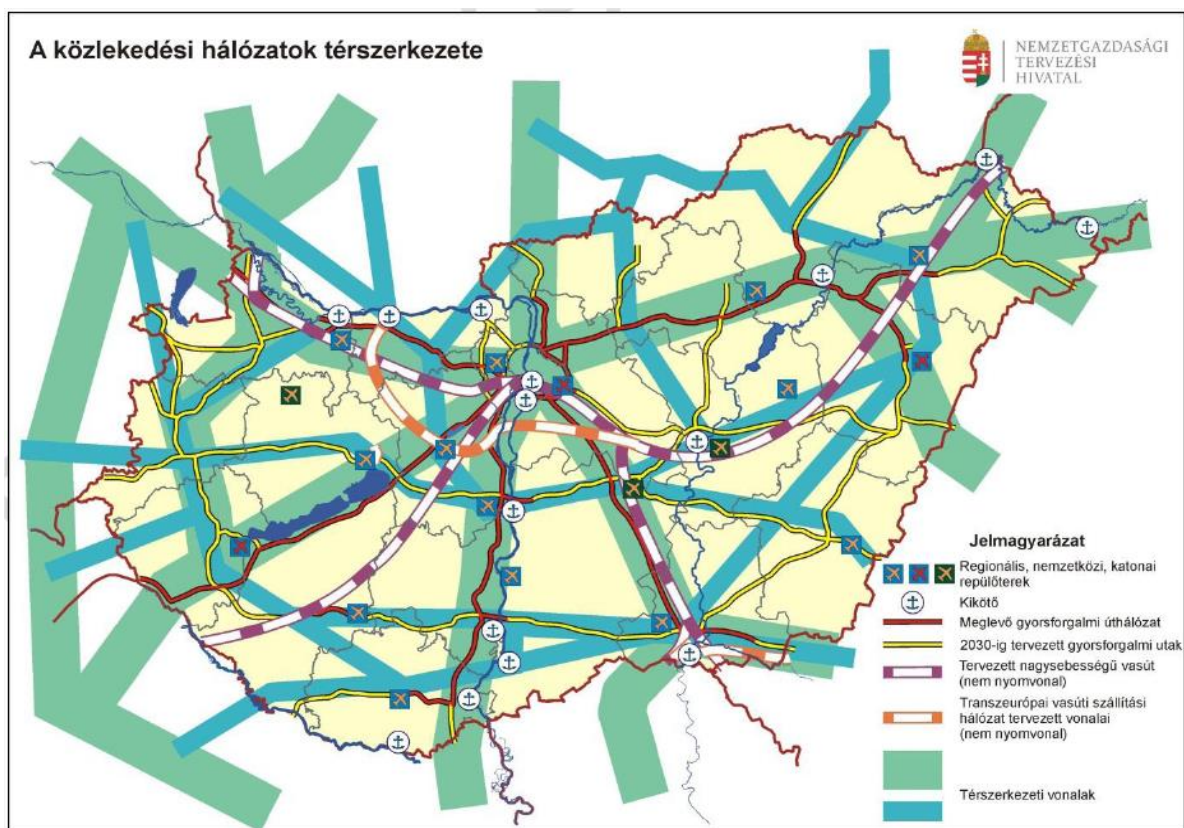 A közlekedési hálózatok térszerkezete
NEMZETGAZDASÁGI
TERVEZÉSI
HIVATAL
Jelmagyarázat
Regionális, nemzetközi, katonai
repülőterek
Kikötő
Meglevő gyorsforgalmi úthálózat
2030-ig tervezett gyorsforgalmi utak
Tervezett nagysebességű vasút
(nem nyomvonal)
Transzeurópai vasúti szállítási
hálózat tervezett vonalai
(nem nyomvonal)
Térszerkezeti vonalak